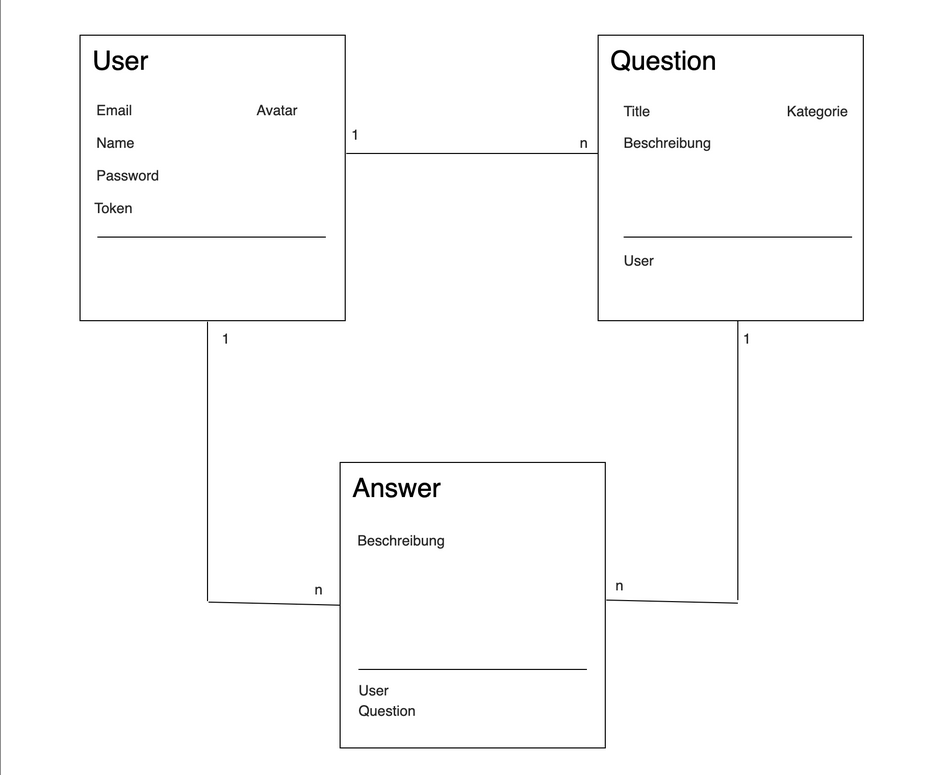 User
Email
Avatar
Name
Password
Token
1
n
Question
Title
Kategorie
Beschreibung
User
1
1
Answer
Beschreibung
n
n
User
Question